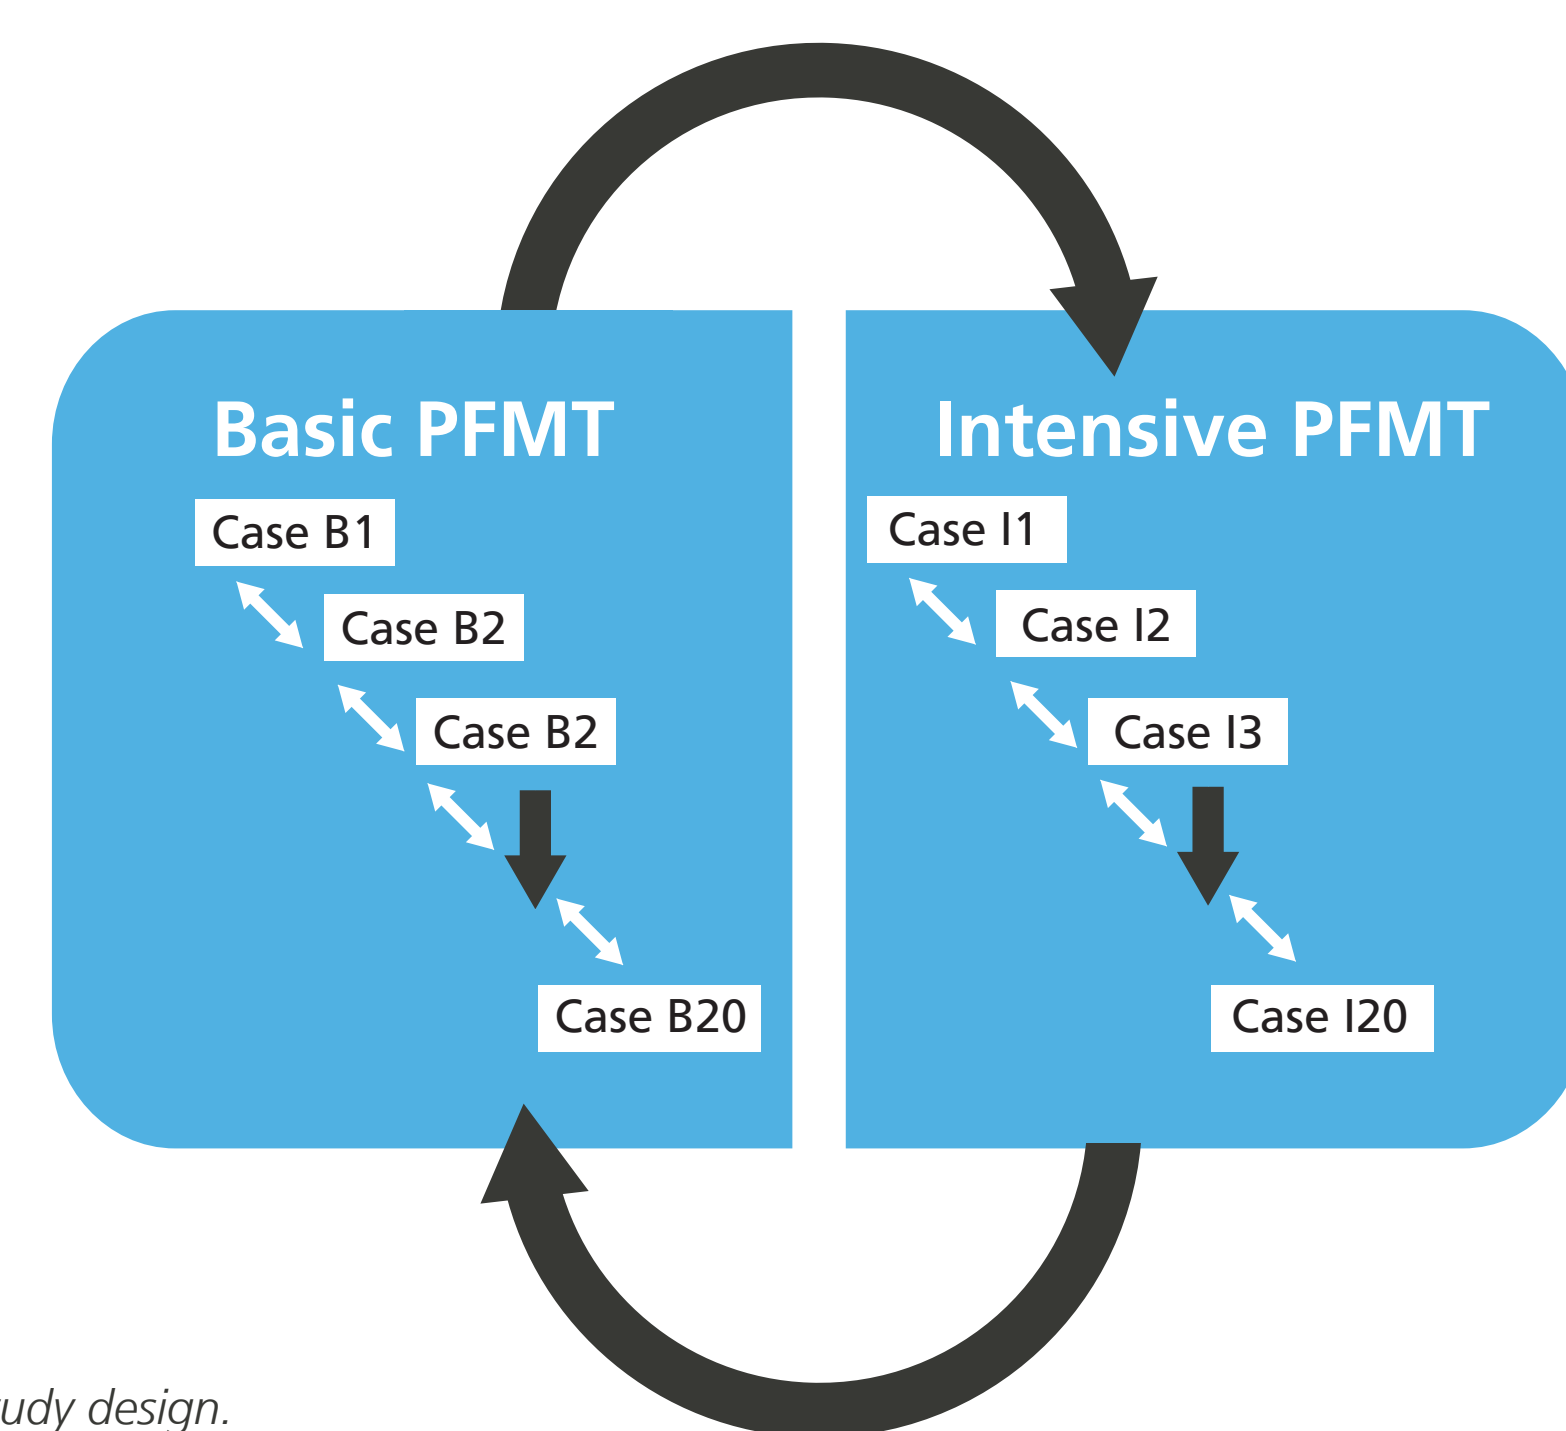 Basic PFMT
Case B1
Case B2
Case B2
Case B20
Intensive PFMT
Case I1
Case I2
Case I3
Case I20
design.